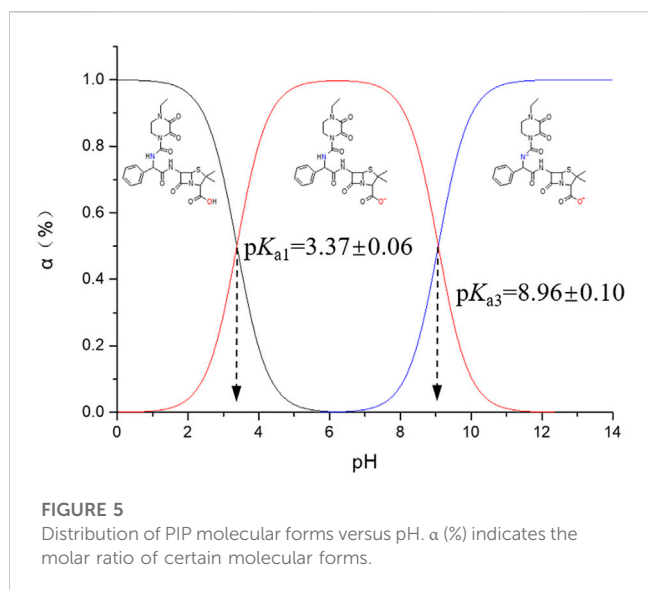 1.0
0.8
0.6
0.4
0.2
0.0
α (%)
pKa1=3.37±0.06
pKa3=8.96±0.10
0 2 4 6 8 10 12 14
pH
FIGURE 5
Distribution of PIP molecular forms versus pH. α (%) indicates the
molar ratio of certain molecular forms.